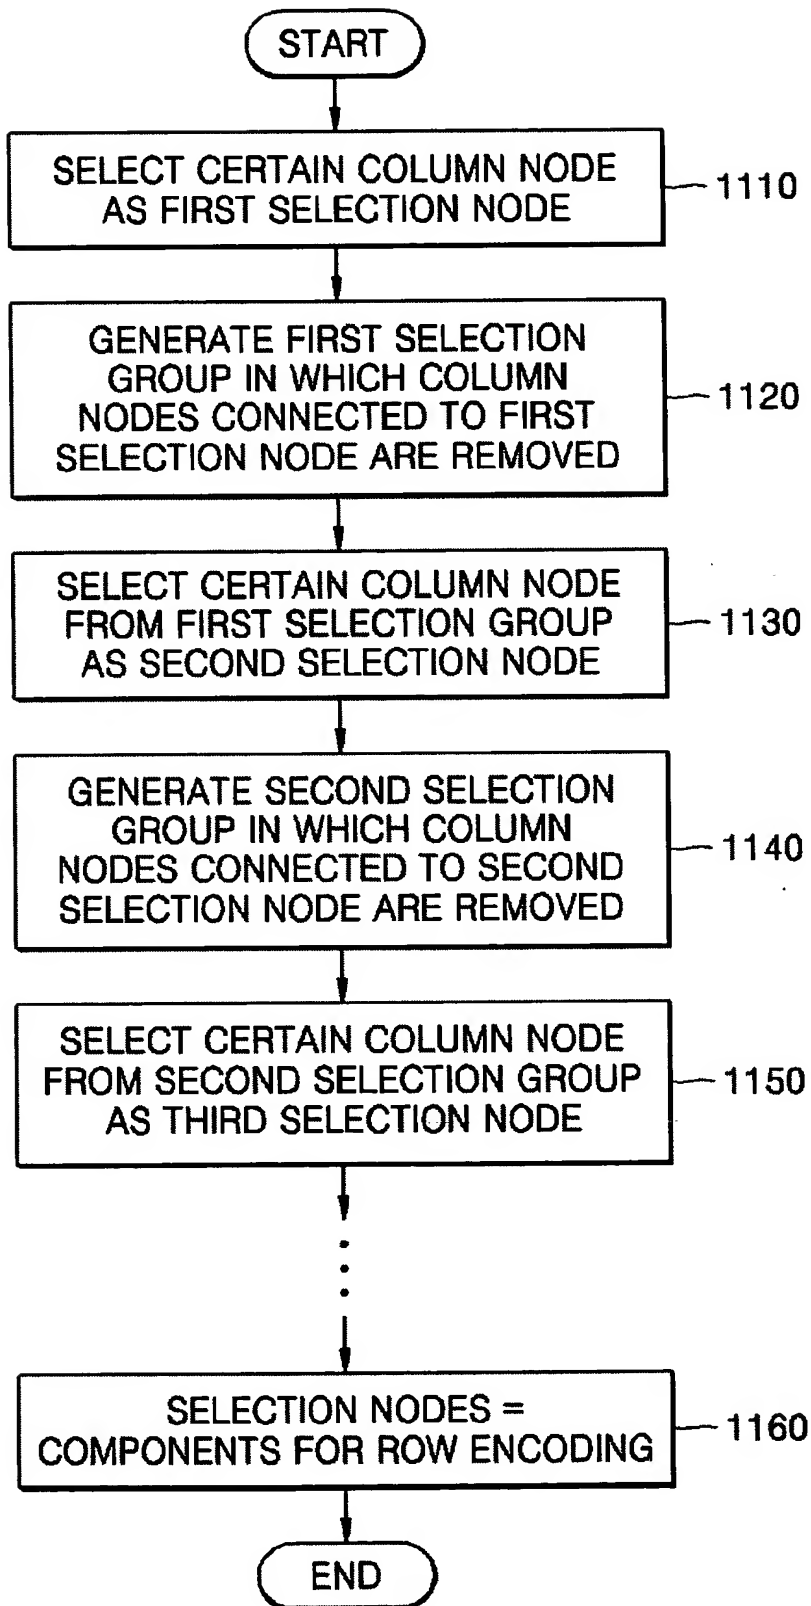 START
SELECT CERTAIN COLUMN NODE
AS FIRST SELECTION NODE
1110
GENERATE FIRST SELECTION
GROUP IN WHICH COLUMN
NODES CONNECTED TO FIRST
SELECTION NODE ARE REMOVED
1120
SELECT CERTAIN COLUMN NODE
FROM FIRST SELECTION GROUP
AS SECOND SELECTION NODE
1130
GENERATE SECOND SELECTION
GROUP IN WHICH COLUMN
NODES CONNECTED TO SECOND
SELECTION NODE ARE REMOVED
1140
SELECT CERTAIN COLUMN NODE
FROM SECOND SELECTION GROUP
AS THIRD SELECTION NODE
1150
SELECTION NODES =
COMPONENTS FOR ROW ENCODING
1160
END